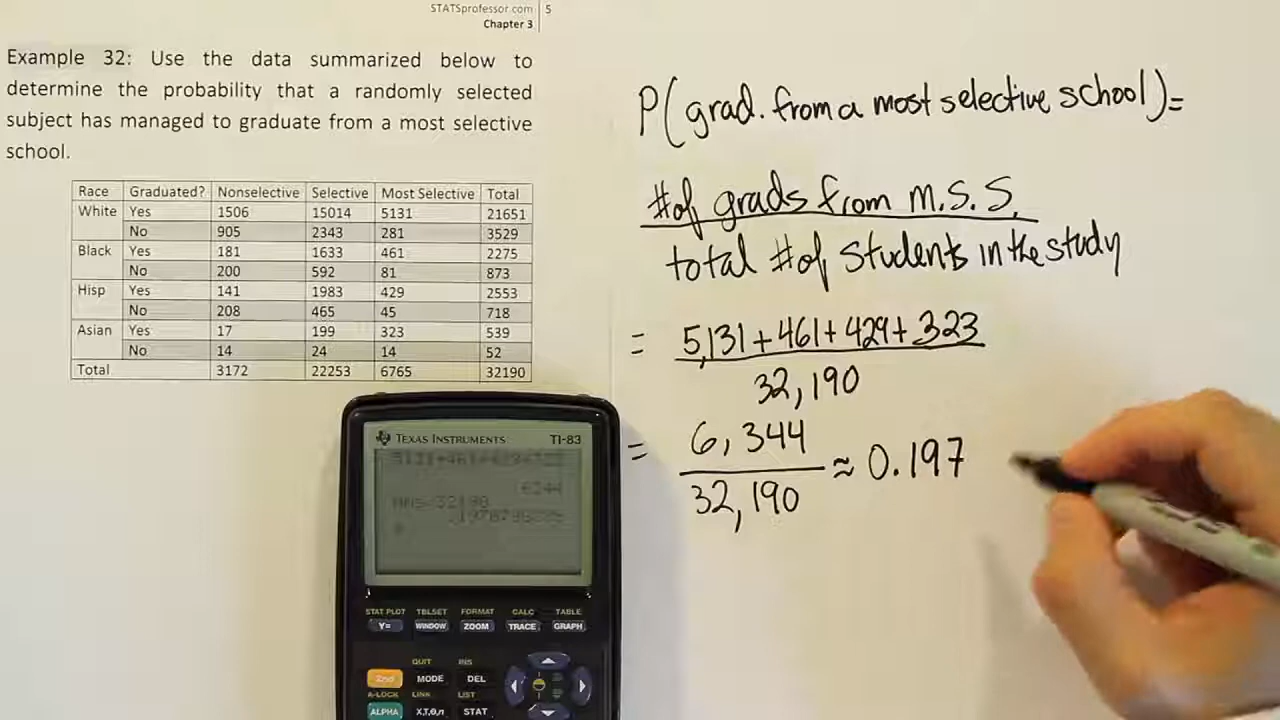 STATSprofessor.com 5
Chapter 3
Example 32: Use the data summarized below to
determine the probability that a randomly selected
subject has managed to graduate from a most selective
school.
Race Graduated? Nonselective Selective Most Selective Total
White Yes 1506 15014 5131 21651
No 905 2343 281 3529
Black Yes 181 1633 461 2275
No 200 592 81 873
Hisp Yes 141 1983 429 2553
No 208 465 45 718
Asian Yes 17 199 323 539
No 14 24 14 52
Total 3172 22253 6765 32190
P(grad. from a most selective school)=
# of grads from M.S.S.
total # of students in the study
= 5,131+461+429+323
32,190
= 6,344
32,190
≈ 0.197
TEXAS INSTRUMENTS TI-83
STAT PLOT TBLSET FORMAT CALC TABLE
Y= WINDOW ZOOM TRACE GRAPH
QUIT INS
2nd MODE DEL
A-LOCK LINK LIST
ALPHA X,T,θ,n STAT